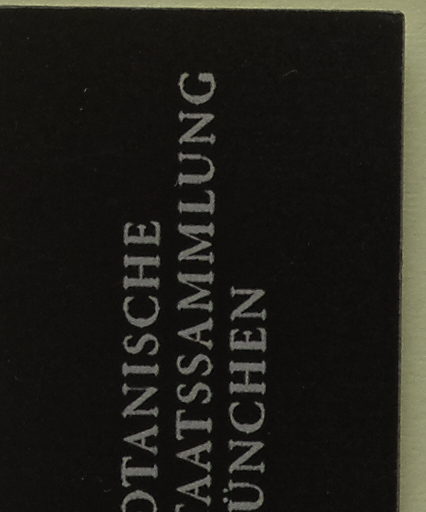 OTANISCHE
TAATSSAMMLUNG
ÜNCHEN